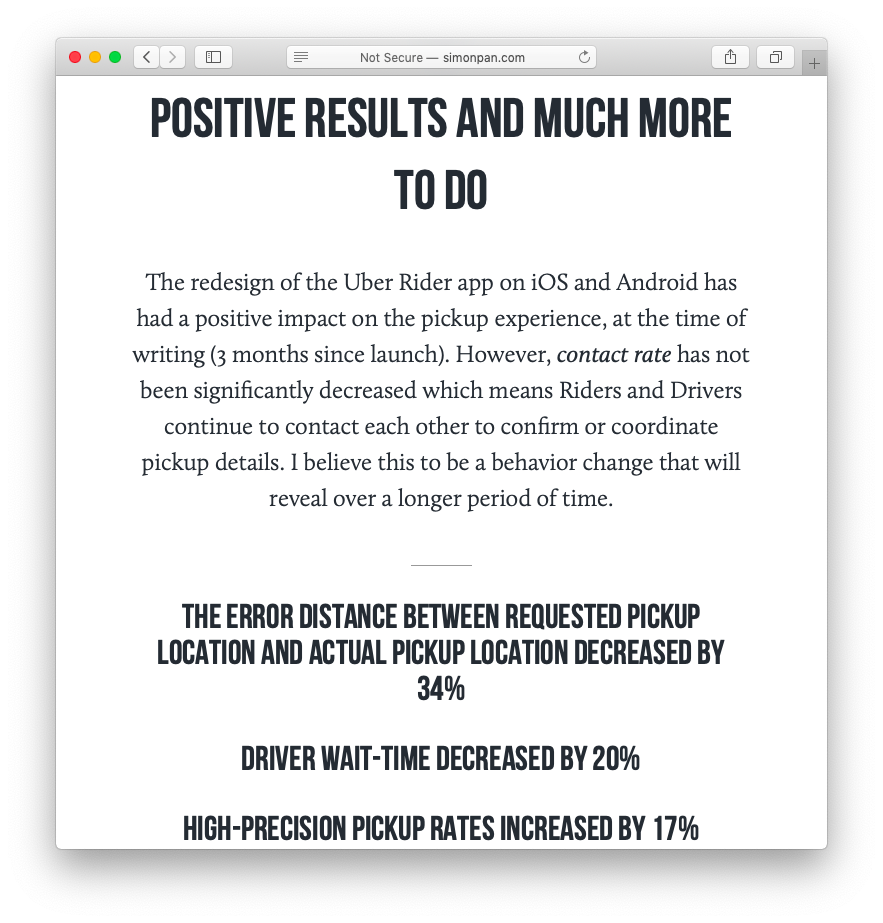 Not Secure — simonpan.com
POSITIVE RESULTS AND MUCH MORE
TO DO
The redesign of the Uber Rider app on iOS and Android has
had a positive impact on the pickup experience, at the time of
writing (3 months since launch). However, contact rate has not
been significantly decreased which means Riders and Drivers
continue to contact each other to confirm or coordinate
pickup details. I believe this to be a behavior change that will
reveal over a longer period of time.
THE ERROR DISTANCE BETWEEN REQUESTED PICKUP
LOCATION AND ACTUAL PICKUP LOCATION DECREASED BY
34%
DRIVER WAIT-TIME DECREASED BY 20%
HIGH-PRECISION PICKUP RATES INCREASED BY 17%